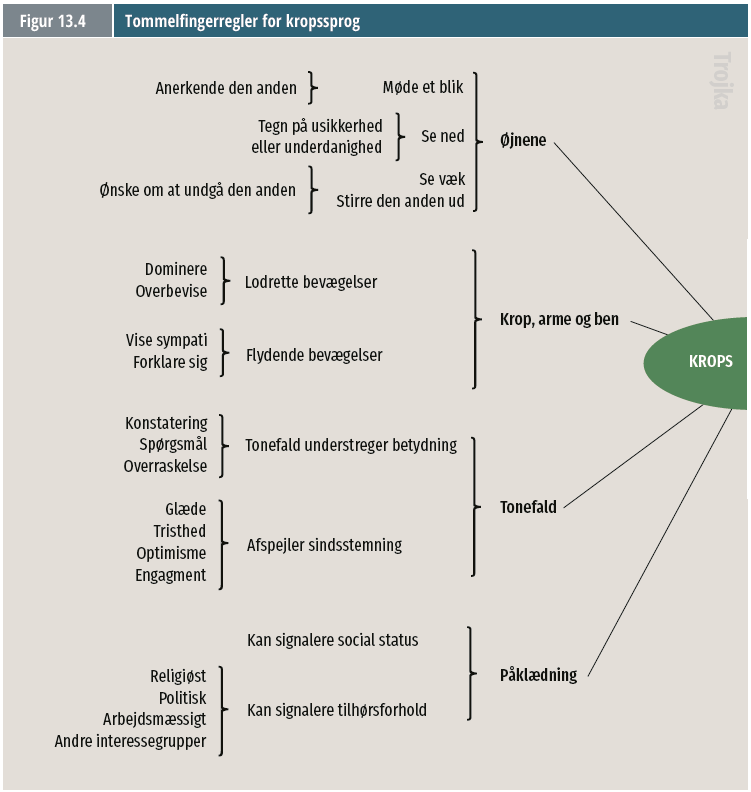 Figur 13.4
Tommelfingerregler for kropssprog
Trojka
Anerkende den anden
Møde et blik
Tegn på usikkerhed
eller underdanighed
Se ned
Øjnene
Ønske om at undgå den anden
Se væk
Stirre den anden ud
Dominere
Overbevise
Lodrette bevægelser
Krop, arme og ben
Vise sympati
Forklare sig
Flydende bevægelser
KROPS
Konstatering
Spørgsmål
Overraskelse
Tonefald understreger betydning
Tonefald
Glæde
Tristhed
Optimisme
Engagment
Afspejler sindsstemning
Kan signalere social status
Påklædning
Religiøst
Politisk
Arbejdsmæssigt
Andre interessegrupper
Kan signalere tilhørsforhold